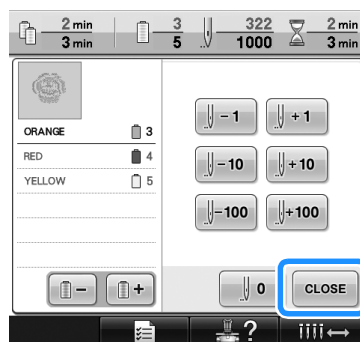 2 min 3 322 2 min
3 min 5 1000 3 min
ORANGE 3
RED 4
YELLOW 5
-1 +1
-10 +10
-100 +100
- + 0 CLOSE
?